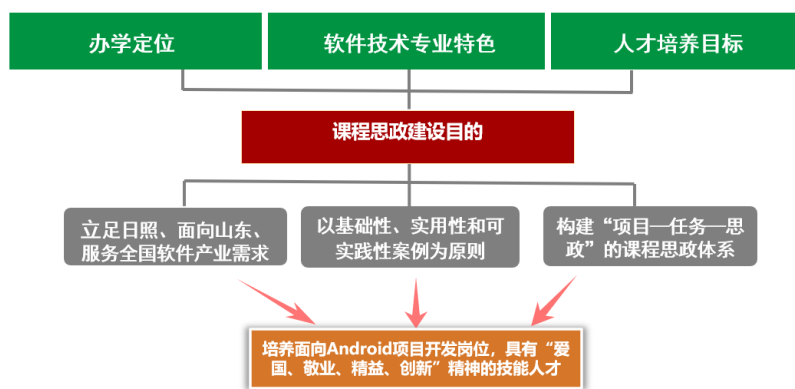 办学定位
软件技术专业特色
人才培养目标
课程思政建设目的
立足日照、面向山东、
服务全国软件产业需求
以基础性、实用性和可
实践性案例为原则
构建“项目—任务—思
政”的课程思政体系
培养面向Android项目开发岗位，具有“爱
国、敬业、精益、创新”精神的技能人才